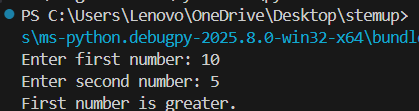 PS C:\Users\Lenovo\OneDrive\Desktop\stemup>
s\ms-python.debugpy-2025.8.0-win32-x64\bundl
Enter first number: 10
Enter second number: 5
First number is greater.